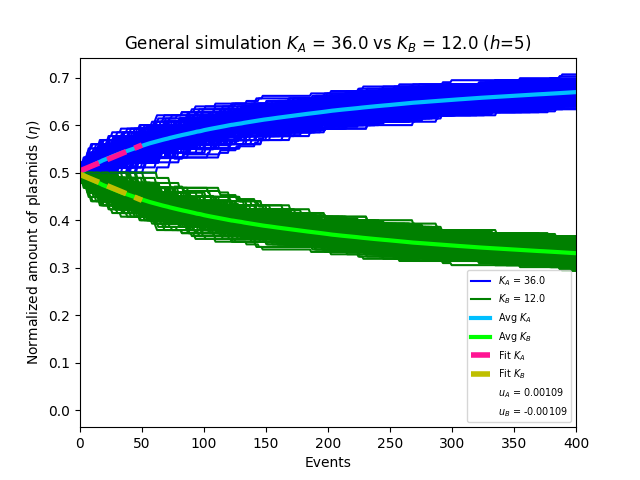 General simulation K_A = 36.0 vs K_B = 12.0 (h=5)
Normalized amount of plasmids (η)
0.7
0.6
0.5
0.4
0.3
0.2
0.1
0.0
K_A = 36.0
K_B = 12.0
Avg K_A
Avg K_B
Fit K_A
Fit K_B
u_A = 0.00109
u_B = -0.00109
0 50 100 150 200 250 300 350 400
Events